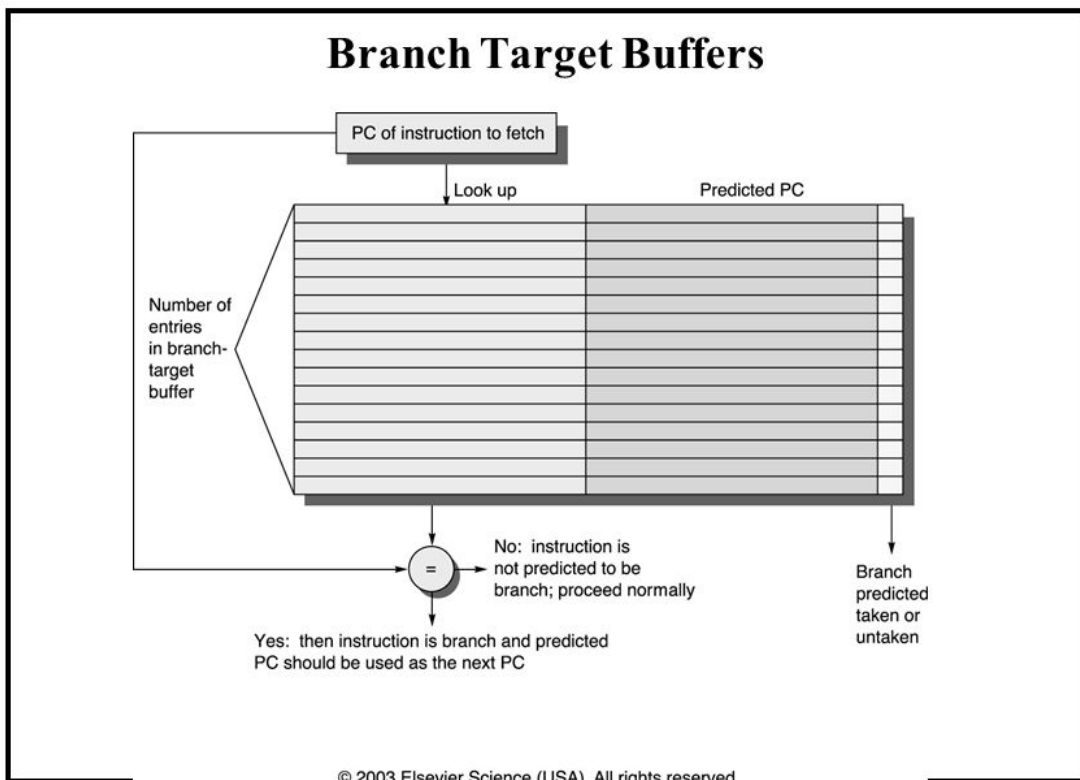 Branch Target Buffers
PC of instruction to fetch
Look up
Predicted PC
Number of
entries
in branch-
target
buffer
=
No: instruction is
not predicted to be
branch; proceed normally
Yes: then instruction is branch and predicted
PC should be used as the next PC
Branch
predicted
taken or
untaken
© 2003 Elsevier Science (USA). All rights reserved